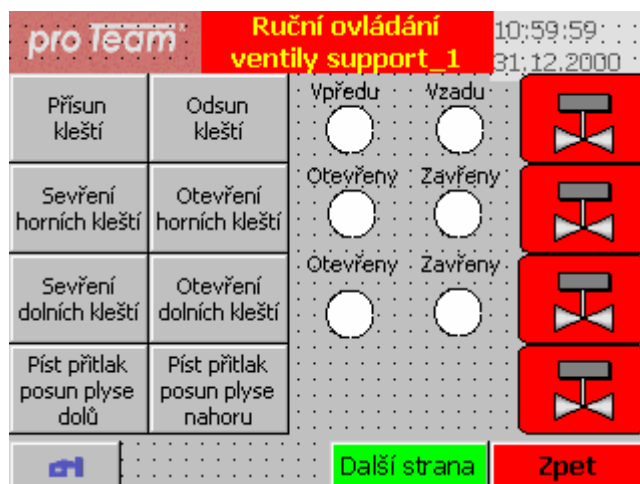 pro Team
Ruční ovládání
ventily support_1
10:59:59
31.12.2000
Přísun
kleští
Odsun
kleští
Vpředu
Vzadu
Sevření
horních kleští
Otevření
horních kleští
Otevřeny
Zavřeny
Sevření
dolních kleští
Otevření
dolních kleští
Otevřeny
Zavřeny
Píst přitlak
posun plyse
dolů
Píst přitlak
posun plyse
nahoru
Další strana
Zpet